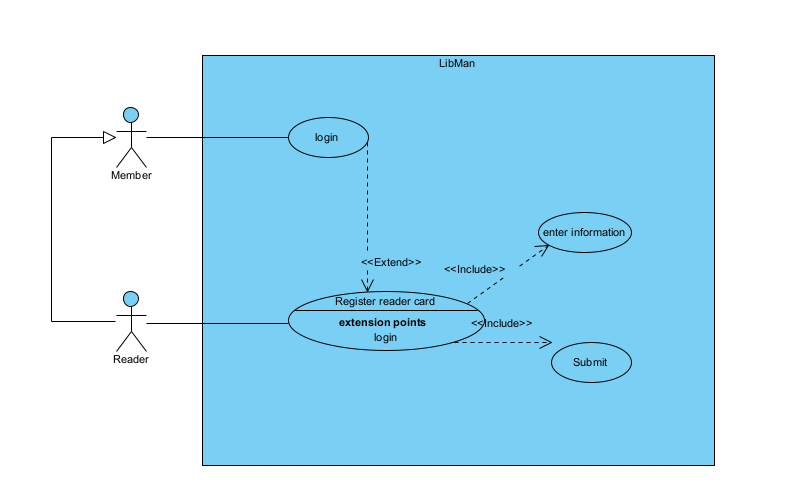 LibMan
login
Member
enter information
<<Extend>>
<<Include>>
Register reader card
extension points
login
<<Include>>
Reader
Submit